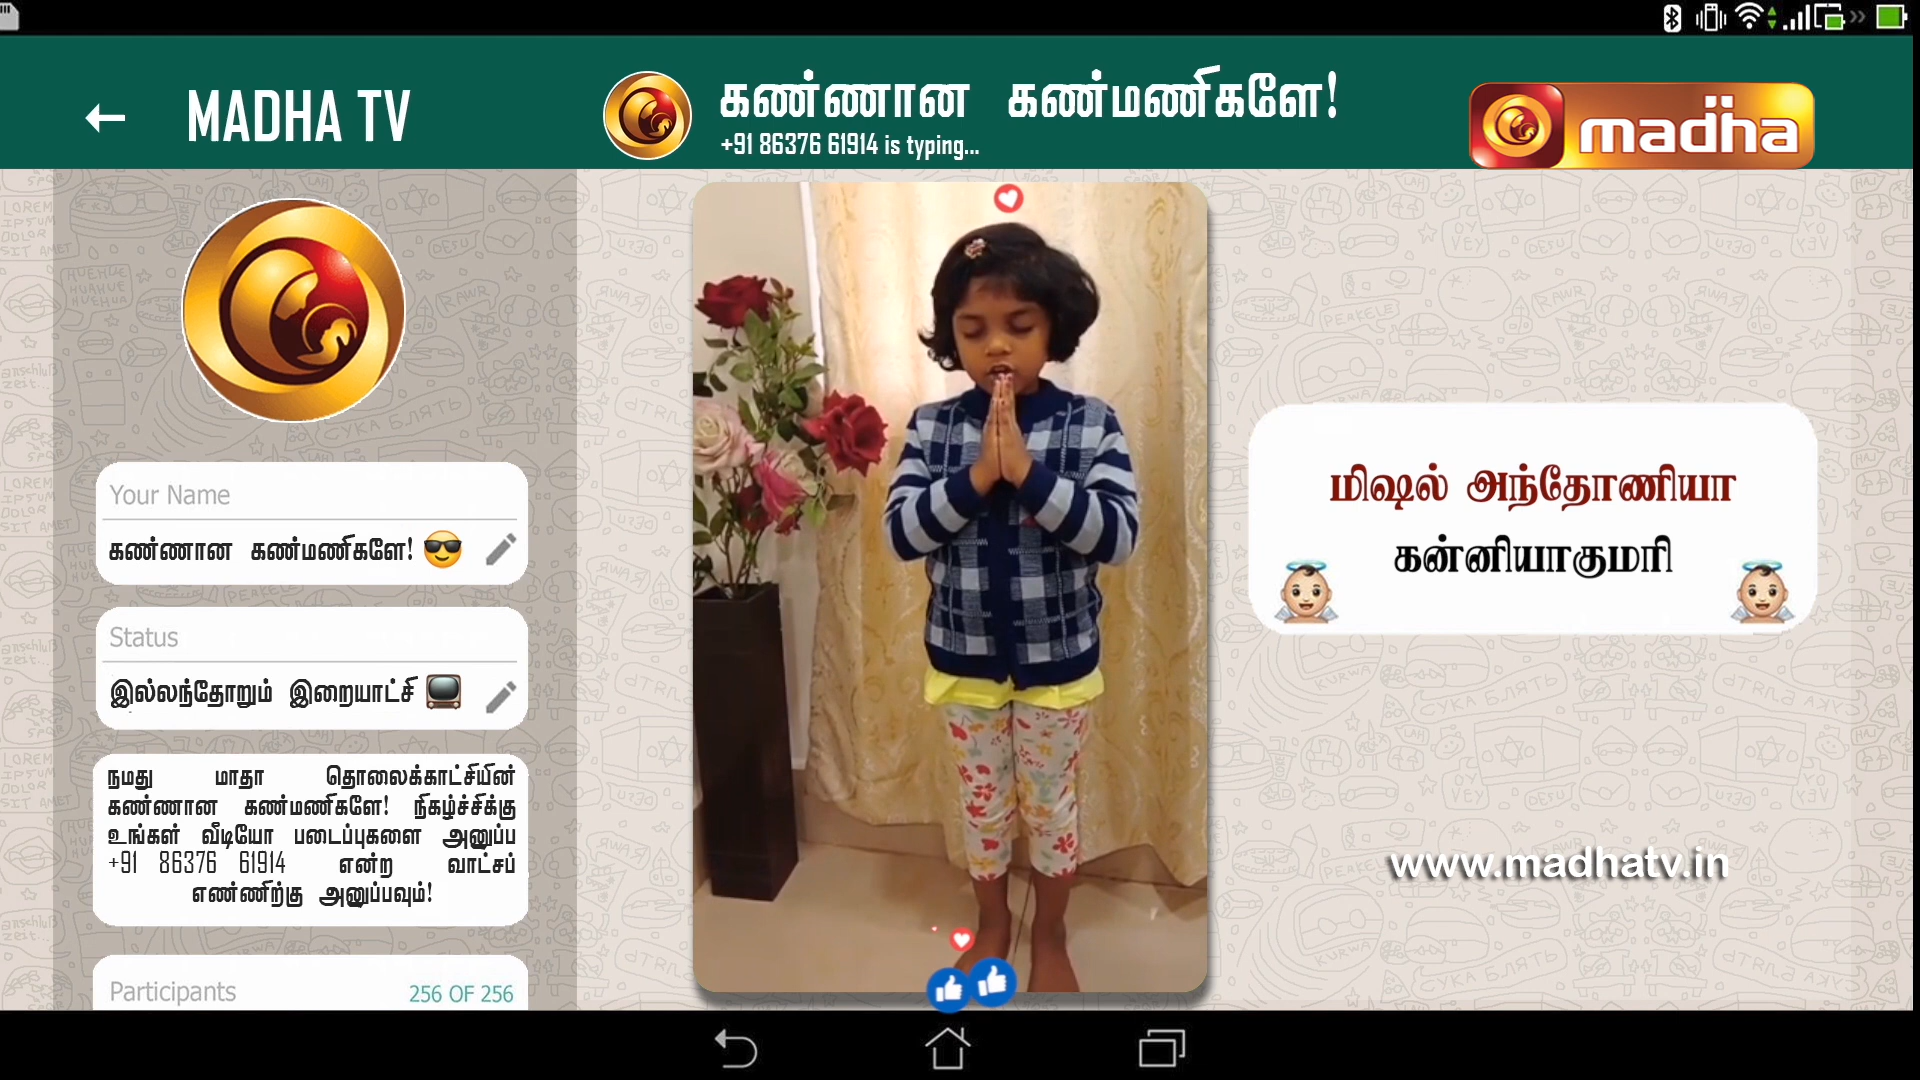 MADHA TV
கண்ணான கண்மணிகளே!
+91 86376 61914 is typing...
madha
Your Name
கண்ணான கண்மணிகளே!
Status
இல்லந்தோறும் இறையாட்சி
நமது மாதா தொலைக்காட்சியின்
கண்ணான கண்மணிகளே! நிகழ்ச்சிக்கு
உங்கள் வீடியோ படைப்புகளை அனுப்ப
+91 86376 61914 என்ற வாட்சப்
எண்ணிற்கு அனுப்பவும்!
Participants
256 OF 256
மிஷல் அந்தோணியா
கன்னியாகுமரி
www.madhatv.in